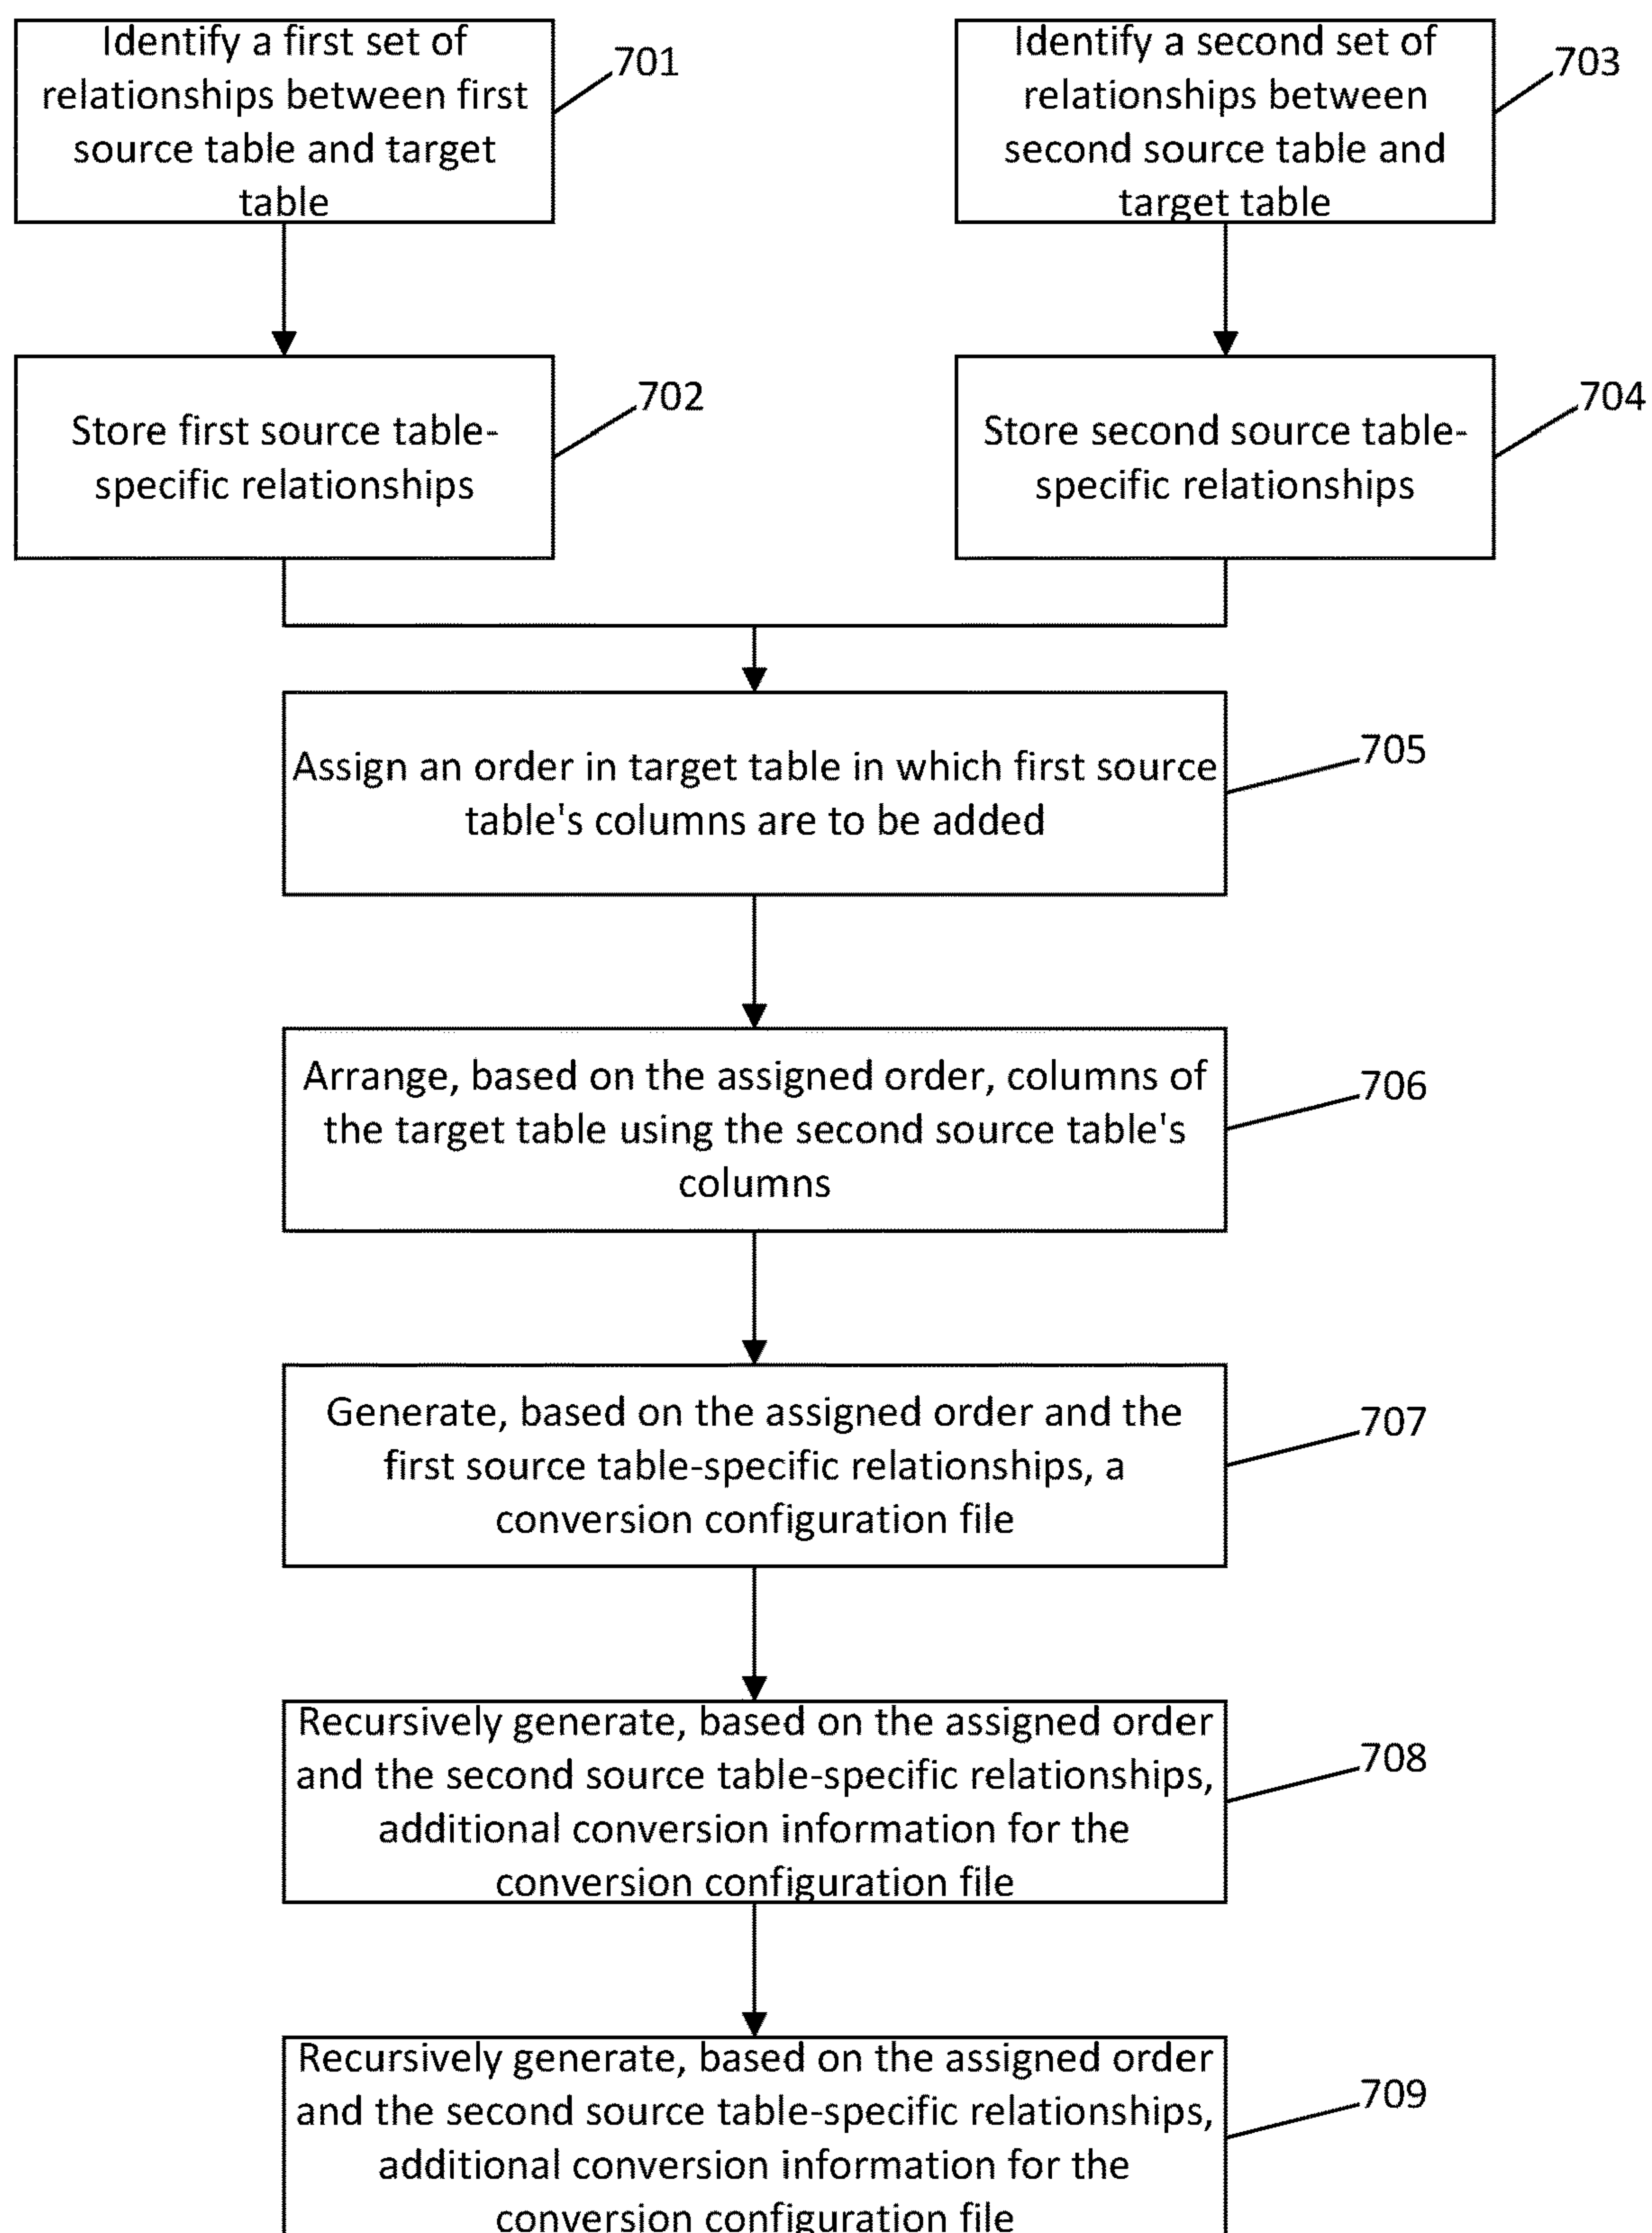 Identify a first set of
relationships between first
source table and target
table
701
Identify a second set of
relationships between
second source table and
target table
703
Store first source table-
specific relationships
702
Store second source table-
specific relationships
704
Assign an order in target table in which first source
table's columns are to be added
705
Arrange, based on the assigned order, columns of
the target table using the second source table's
columns
706
Generate, based on the assigned order and the
first source table-specific relationships, a
conversion configuration file
707
Recursively generate, based on the assigned order
and the second source table-specific relationships,
additional conversion information for the
conversion configuration file
708
Recursively generate, based on the assigned order
and the second source table-specific relationships,
additional conversion information for the
conversion configuration file
709